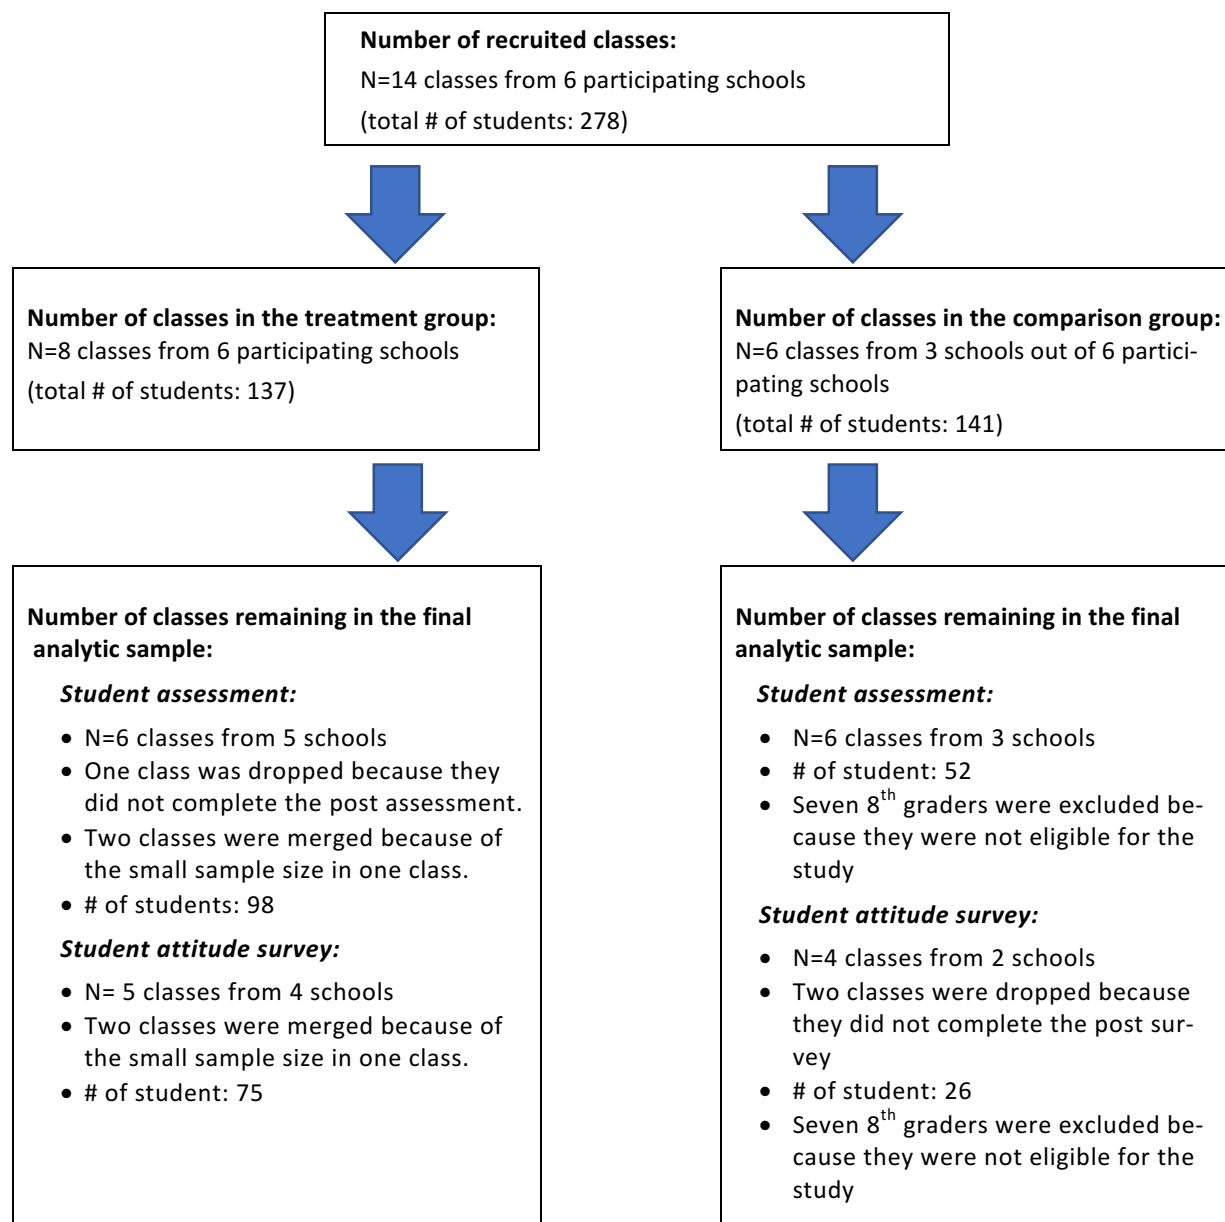 Number of recruited classes:
N=14 classes from 6 participating schools
(total # of students: 278)
Number of classes in the treatment group:
N=8 classes from 6 participating schools
(total # of students: 137)
Number of classes in the comparison group:
N=6 classes from 3 schools out of 6 partici-
pating schools
(total # of students: 141)
Number of classes remaining in the final
analytic sample:
Student assessment:
• N=6 classes from 5 schools
• One class was dropped because they
did not complete the post assessment.
• Two classes were merged because of
the small sample size in one class.
• # of students: 98
Student attitude survey:
• N= 5 classes from 4 schools
• Two classes were merged because of
the small sample size in one class.
• # of student: 75
Number of classes remaining in the final
analytic sample:
Student assessment:
• N=6 classes from 3 schools
• # of student: 52
• Seven 8th graders were excluded be-
cause they were not eligible for the
study
Student attitude survey:
• N=4 classes from 2 schools
• Two classes were dropped because
they did not complete the post sur-
vey
• # of student: 26
• Seven 8th graders were excluded be-
cause they were not eligible for the
study